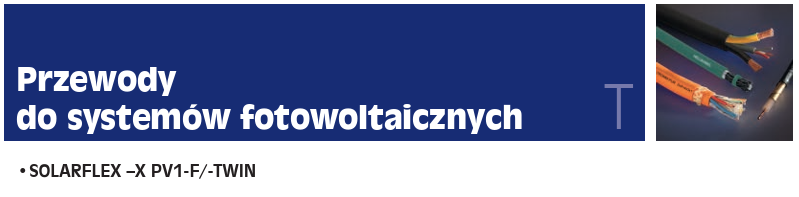 Przewody
do systemów fotowoltaicznych
T
• SOLARFLEX –X PV1-F/-TWIN